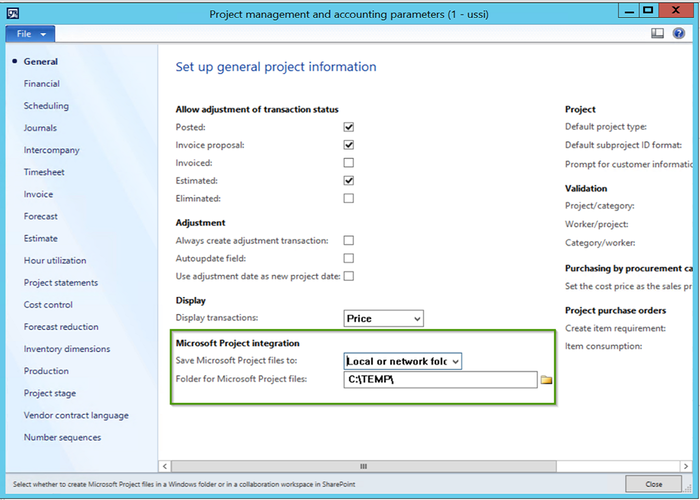 Project management and accounting parameters (1 - ussi)
File
General
Financial
Scheduling
Journals
Intercompany
Timesheet
Invoice
Forecast
Estimate
Hour utilization
Project statements
Cost control
Forecast reduction
Inventory dimensions
Production
Project stage
Vendor contract language
Number sequences
Set up general project information
Allow adjustment of transaction status
Posted:
Invoice proposal:
Invoiced:
Estimated:
Eliminated:
Adjustment
Always create adjustment transaction:
Autoupdate field:
Use adjustment date as new project date:
Display
Display transactions: Price
Microsoft Project integration
Save Microsoft Project files to: Local or network fold
Folder for Microsoft Project files: C:\TEMP\
Project
Default project type:
Default subproject ID format:
Prompt for customer informatio
Validation
Project/category:
Worker/project:
Category/worker:
Purchasing by procurement ca
Set the cost price as the sales pr
Project purchase orders
Create item requirement:
Item consumption:
Select whether to create Microsoft Project files in a Windows folder or in a collaboration workspace in SharePoint
Close